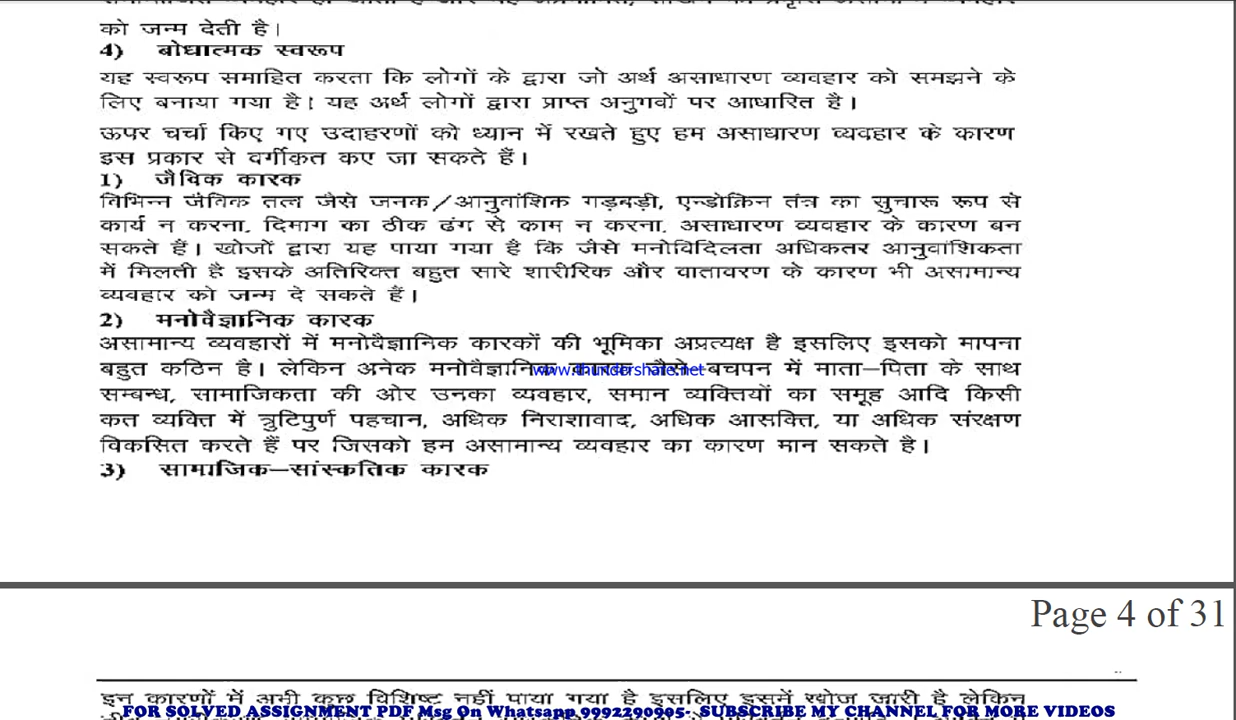 को जन्म देती है।
4) बोधात्मक स्वरूप
यह स्वरूप समाहित करता कि लोगों के द्वारा जो अर्थ असाधारण व्यवहार को समझने के
लिए बनाया गया है। यह अर्थ लोगों द्वारा प्राप्त अनुगवों पर आधारित है।
ऊपर चर्चा किए गए उदाहरणों को ध्यान में रखते हुए हम असाधारण व्यवहार के कारण
इस प्रकार से वर्गीकृत कए जा सकते हैं।
1) जैविक कारक
विभिन्न जैविक तत्व जैसे जनक/आनुवांशिक गड़बड़ी, एन्डोक्रिन तंत्र का सुचारू रूप से
कार्य न करना, दिमाग का ठीक ढंग से काम न करना, असाधारण व्यवहार के कारण बन
सकते हैं। खोजों द्वारा यह पाया गया है कि जैसे मनोविदिलता अधिकतर आनुवांशिकता
में मिलती है इसके अतिरिक्त बहुत सारे शारीरिक और वातावरण के कारण भी असामान्य
व्यवहार को जन्म दे सकते हैं।
2) मनोवैज्ञानिक कारक
असामान्य व्यवहारों में मनोवैज्ञानिक कारकों की भूमिका अप्रत्यक्ष है इसलिए इसको मापना
बहुत कठिन है। लेकिन अनेक मनोवैज्ञानिक जैसे बचपन में माता–पिता के साथ
www.thundershare.net
सम्बन्ध, सामाजिकता की ओर उनका व्यवहार, समान व्यक्तियों का समूह आदि किसी
कत व्यक्ति में त्रुटिपुर्ण पहचान, अधिक निराशावाद, अधिक आसक्ति, या अधिक संरक्षण
विकसित करते हैं पर जिसको हम असामान्य व्यवहार का कारण मान सकते है।
3) सामाजिक–सांस्कतिक कारक
Page 4 of 31
इन कारणों में अभी कुछ विशिष्ट नहीं पाया गया है इसलिए इसमें खोज जारी है लेकिन
FOR SOLVED ASSIGNMENT PDF Msg On Whatsapp 9992290995- SUBSCRIBE MY CHANNEL FOR MORE VIDEOS